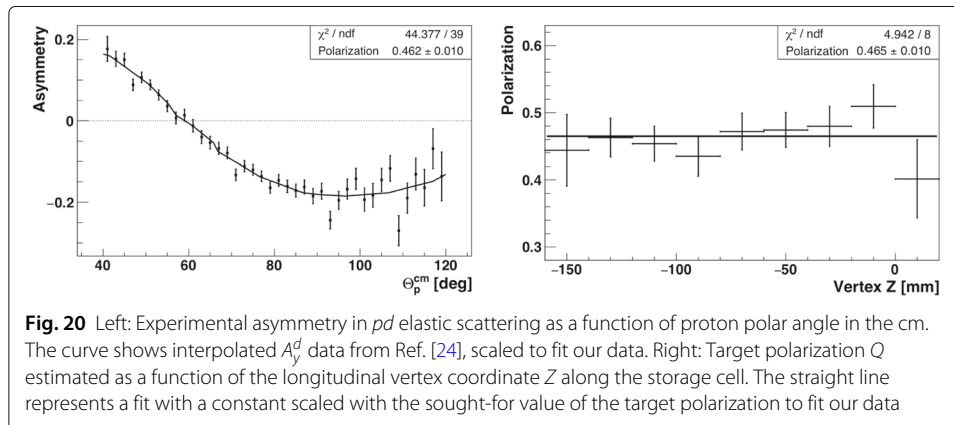 χ² / ndf 44.377 / 39
Polarization 0.462 ± 0.010
Asymmetry
0.2
0
−0.2
40 60 80 100 120
Θ_p^cm [deg]
χ² / ndf 4.942 / 8
Polarization 0.465 ± 0.010
Polarization
0.6
0.5
0.4
0.3
−150 −100 −50 0
Vertex Z [mm]
Fig. 20 Left: Experimental asymmetry in pd elastic scattering as a function of proton polar angle in the cm.
The curve shows interpolated A_y^d data from Ref. [24], scaled to fit our data. Right: Target polarization Q
estimated as a function of the longitudinal vertex coordinate Z along the storage cell. The straight line
represents a fit with a constant scaled with the sought-for value of the target polarization to fit our data